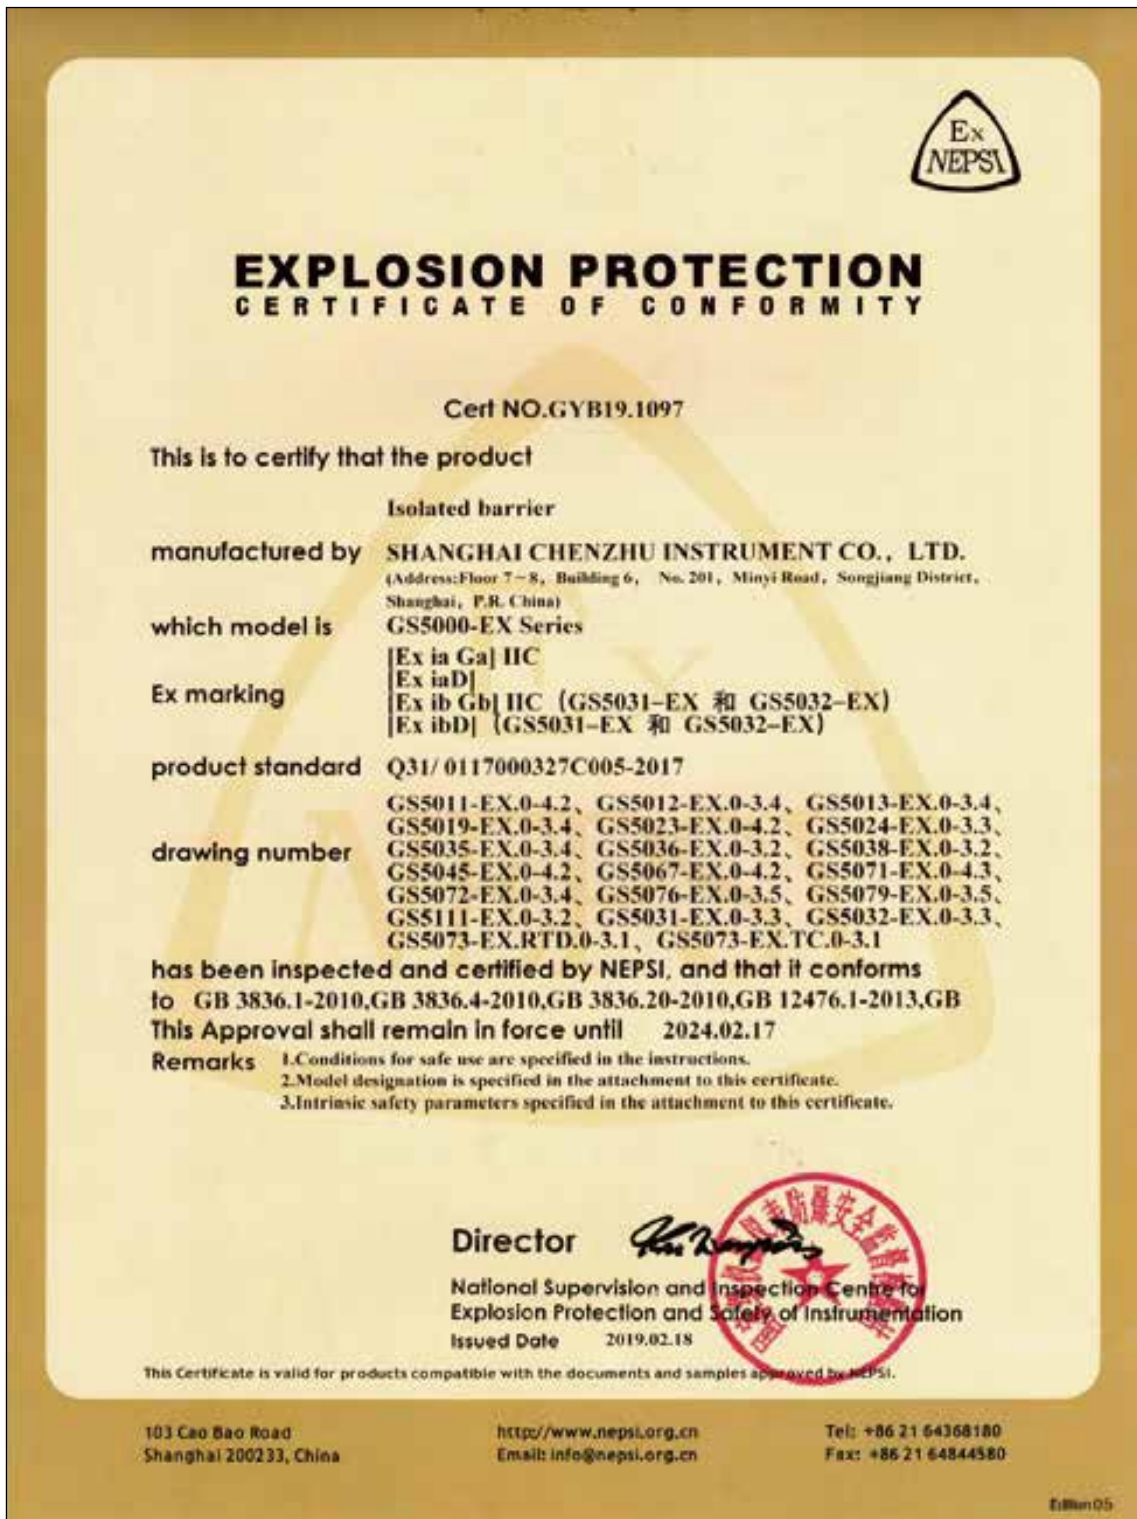 Ex
NEPSI
EXPLOSION PROTECTION
CERTIFICATE OF CONFORMITY
Cert NO.GYB19.1097
This is to certify that the product
Isolated barrier
manufactured by SHANGHAI CHENZHU INSTRUMENT CO., LTD.
(Address:Floor 7-8, Building 6, No. 201, Minyi Road, Songjiang District,
Shanghai, P.R. China)
which model is GS5000-EX Series
[Ex ia Ga] IIC
[Ex iaD]
Ex marking
[Ex ib Gb] IIC (GS5031-EX 和 GS5032-EX)
[Ex ibD] (GS5031-EX 和 GS5032-EX)
product standard Q31/0117000327C005-2017
GS5011-EX.0-4.2、GS5012-EX.0-3.4、GS5013-EX.0-3.4、
GS5019-EX.0-3.4、GS5023-EX.0-4.2、GS5024-EX.0-3.3、
drawing number GS5035-EX.0-3.4、GS5036-EX.0-3.2、GS5038-EX.0-3.2、
GS5045-EX.0-4.2、GS5067-EX.0-4.2、GS5071-EX.0-4.3、
GS5072-EX.0-3.4、GS5076-EX.0-3.5、GS5079-EX.0-3.5、
GS5111-EX.0-3.2、GS5031-EX.0-3.3、GS5032-EX.0-3.3、
GS5073-EX.RTD.0-3.1、GS5073-EX.TC.0-3.1
has been inspected and certified by NEPSI, and that it conforms
to GB 3836.1-2010,GB 3836.4-2010,GB 3836.20-2010,GB 12476.1-2013,GB
This Approval shall remain in force until 2024.02.17
Remarks 1.Conditions for safe use are specified in the instructions.
2.Model designation is specified in the attachment to this certificate.
3.Intrinsic safety parameters specified in the attachment to this certificate.
Director
防爆安全監督
National Supervision and Inspection Centre for
Explosion Protection and Safety of Instrumentation
Issued Date 2019.02.18
This Certificate is valid for products compatible with the documents and samples approved by NEPSI.
103 Cao Bao Road
Shanghai 200233, China
http://www.nepsi.org.cn
Email: info@nepsi.org.cn
Tel: +86 21 64368180
Fax: +86 21 64844580
Edition05